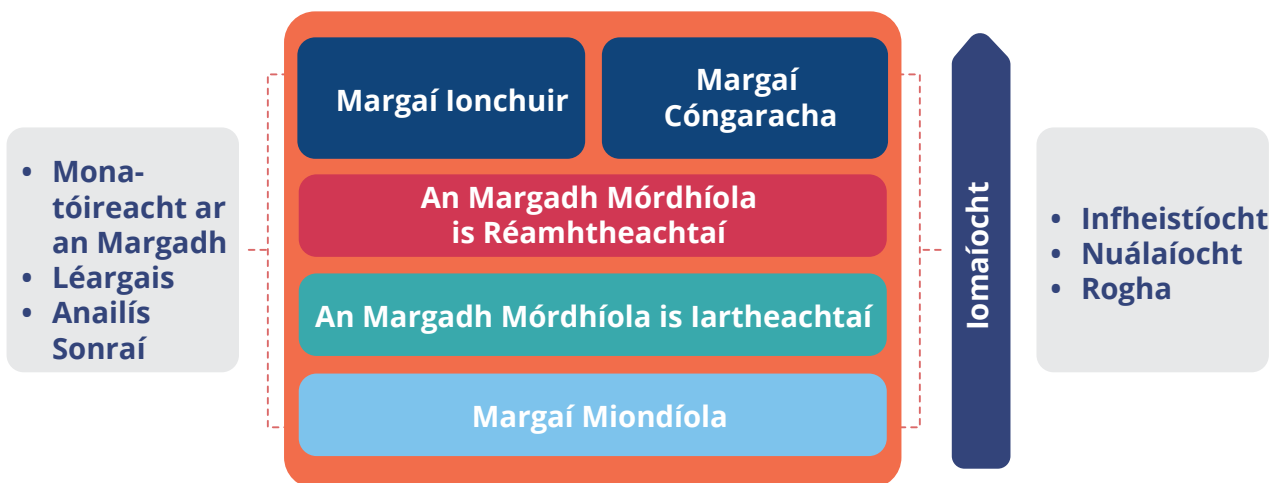 • Mona-
tóireacht ar
an Margadh
• Léargais
• Anailís
Sonraí
Margaí Ionchuir
Margaí
Cóngaracha
An Margadh Mórdhíola
is Réamhtheachtaí
An Margadh Mórdhíola is Iartheachtaí
Margaí Miondíola
Iomaíocht
• Infheistíocht
• Nuálaíocht
• Rogha